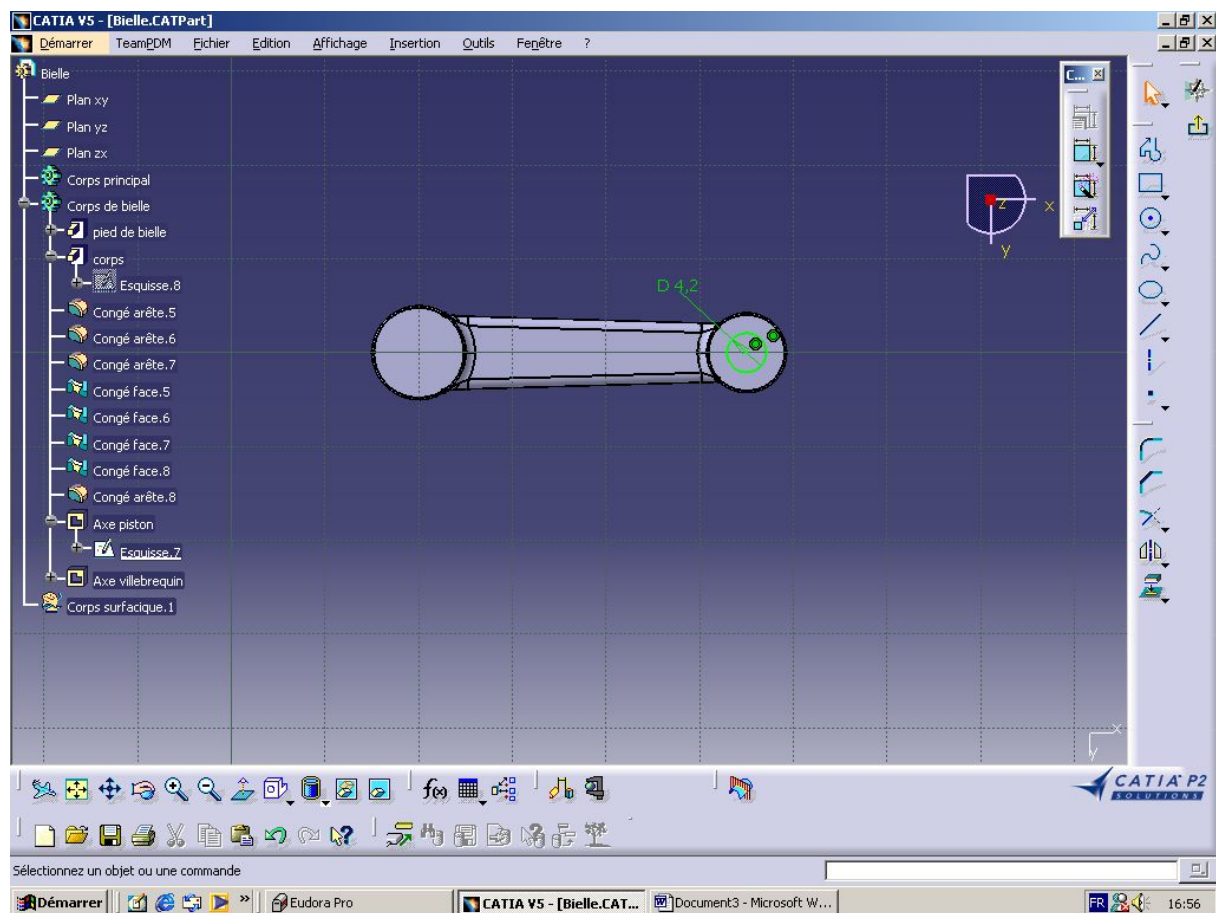 CATIA V5 - [Bielle.CATPart]
Démarrer TeamPDM Fichier Edition Affichage Insertion Outils Fenêtre ?
Bielle
Plan xy
Plan yz
Plan zx
Corps principal
Corps de bielle
pied de bielle
corps
Esquisse.8
Congé arête.5
Congé arête.6
Congé arête.7
Congé face.5
Congé face.6
Congé face.7
Congé face.8
Congé arête.8
Axe piston
Esquisse.7
Axe villebrequin
Corps surfacique.1
D 4,2
C...
z
x
y
x
y
f(x)
CATIA P2
SOLUTIONS
Sélectionnez un objet ou une commande
Démarrer » Eudora Pro CATIA V5 - [Bielle.CAT... Document3 - Microsoft W... FR 16:56